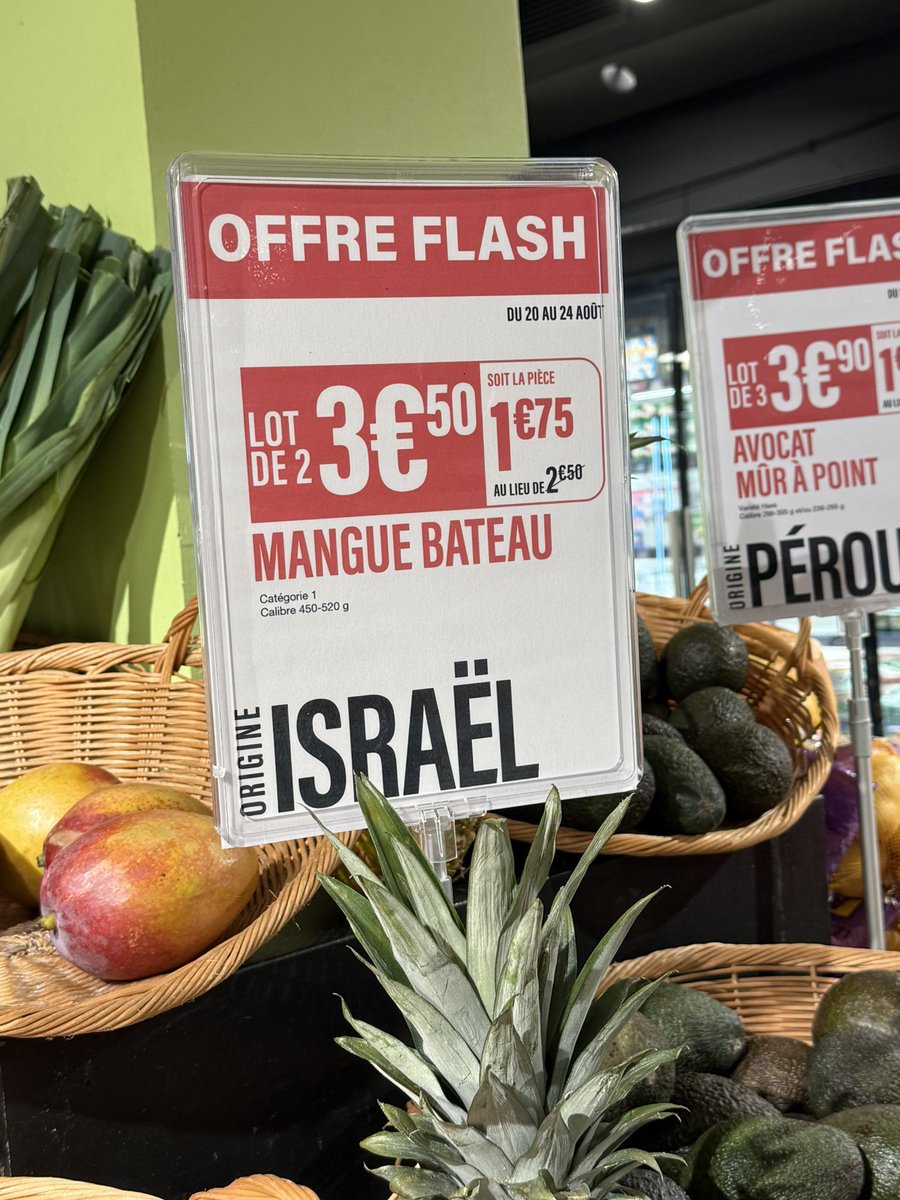 OFFRE FLASH
DU 20 AU 24 AOÛT
LOT
DE 2
3€50
SOIT LA PIÈCE
1€75
AU LIEU DE 2€50
MANGUE BATEAU
Catégorie 1
Calibre 450-520 g
ORIGINE
ISRAËL
OFFRE
LOT
DE 3
3€90
AVOCAT
MÛR À POINT
Variété Hass
ORIGINE